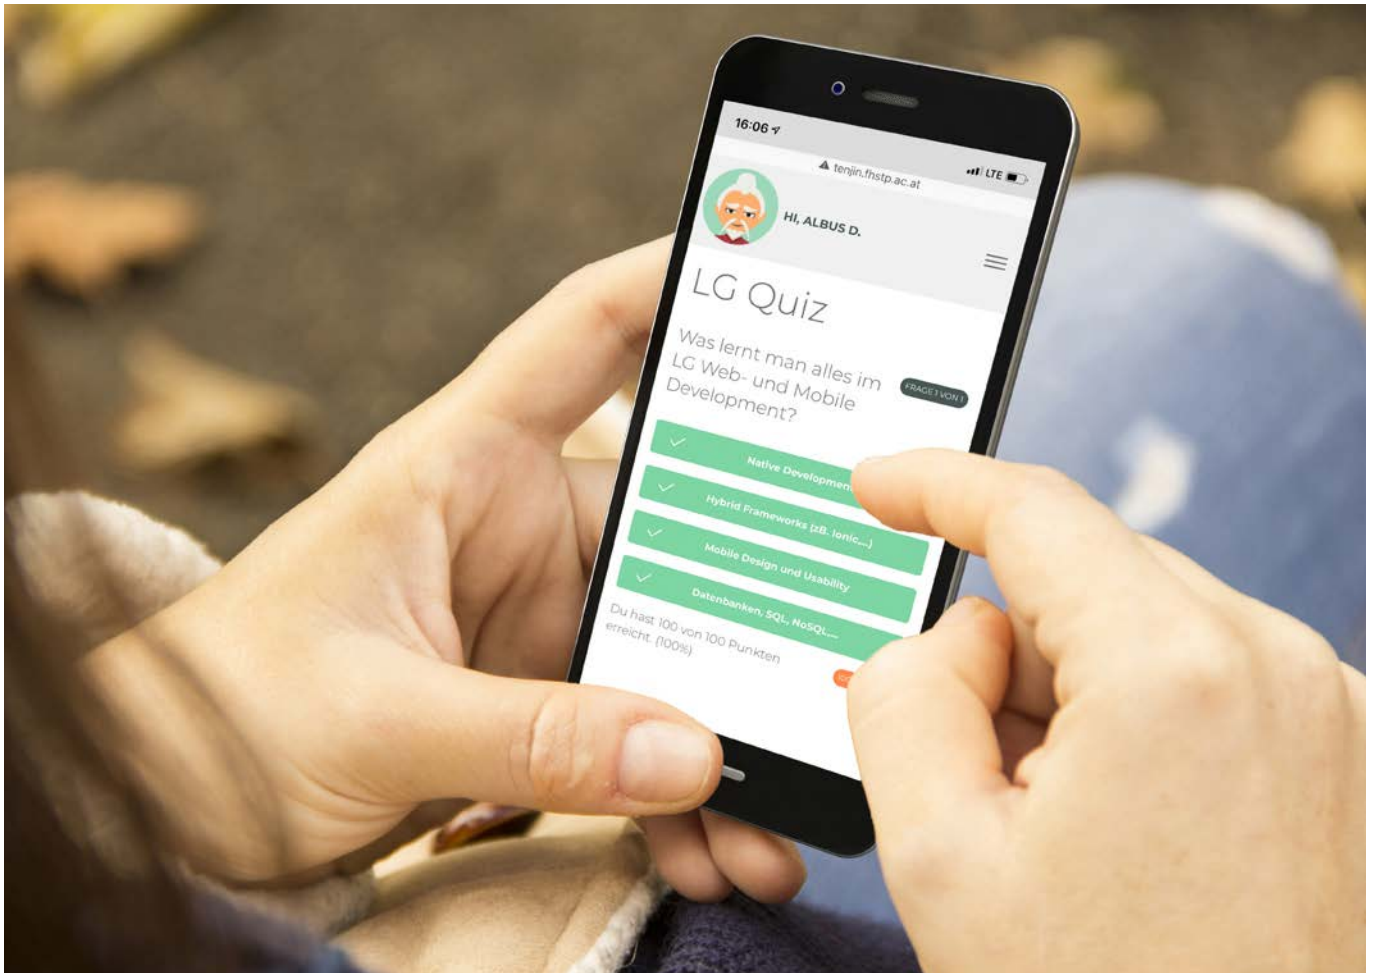 16:06
LTE
tenjin.fhstp.ac.at
HI, ALBUS D.
LG Quiz
Was lernt man alles im
LG Web- und Mobile
Development?
FRAGE 1 VON 1
Native Development
Hybrid Frameworks (zB. Ionic,...)
Mobile Design und Usability
Datenbanken, SQL, NoSQL,...
Du hast 100 von 100 Punkten
erreicht. (100%)